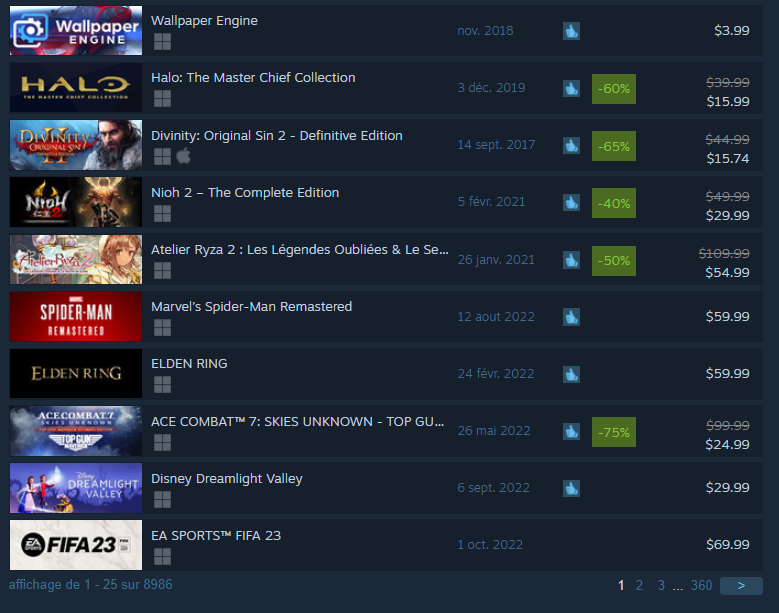 Wallpaper ENGINE
Wallpaper Engine
nov. 2018
$3.99
HALO
THE MASTER CHIEF COLLECTION
Halo: The Master Chief Collection
3 déc. 2019
-60%
$39.99
$15.99
DIVINITY
ORIGINAL SIN
II
DEFINITIVE EDITION
Divinity: Original Sin 2 - Definitive Edition
14 sept. 2017
-65%
$44.99
$15.74
NIOH
仁王2
Nioh 2 – The Complete Edition
5 févr. 2021
-40%
$49.99
$29.99
Atelier Ryza 2
Atelier Ryza 2 : Les Légendes Oubliées & Le Se...
26 janv. 2021
-50%
$109.99
$54.99
MARVEL
SPIDER-MAN
REMASTERED
Marvel’s Spider-Man Remastered
12 aout 2022
$59.99
ELDEN RING
ELDEN RING
24 févr. 2022
$59.99
ACE COMBAT 7
SKIES UNKNOWN
TOP GUN
MAVERICK
ACE COMBAT™ 7: SKIES UNKNOWN - TOP GU...
26 mai 2022
-75%
$99.99
$24.99
Disney
DREAMLIGHT
VALLEY
Disney Dreamlight Valley
6 sept. 2022
$29.99
EA SPORTS FIFA 23
EA SPORTS™ FIFA 23
1 oct. 2022
$69.99
affichage de 1 - 25 sur 8986
1 2 3 ... 360 >